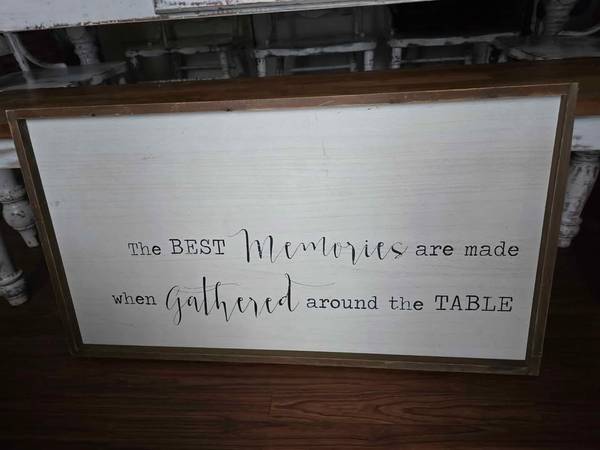 The BEST Memories are made
when Gathered around the TABLE